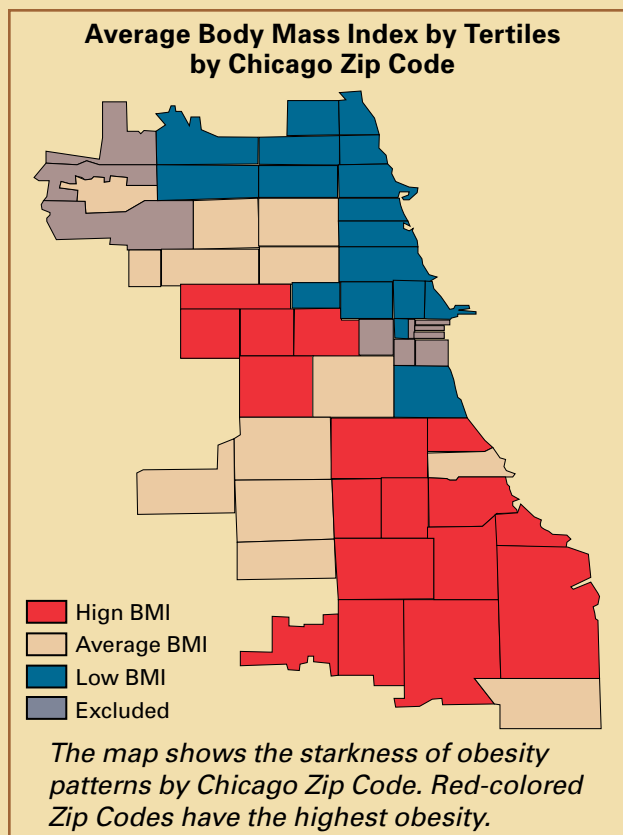 Average Body Mass Index by Tertiles
by Chicago Zip Code
Hign BMI
Average BMI
Low BMI
Excluded
The map shows the starkness of obesity
patterns by Chicago Zip Code. Red-colored
Zip Codes have the highest obesity.